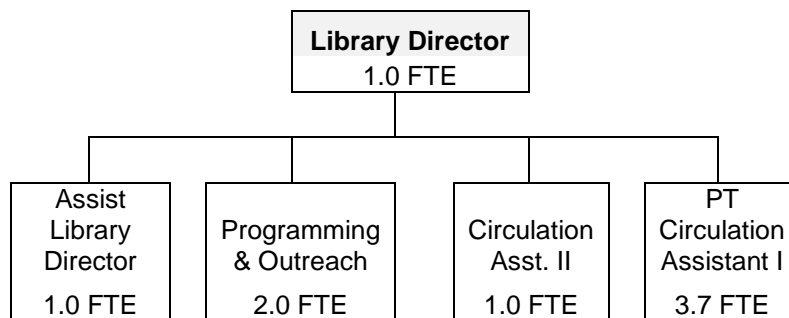 Library Director
1.0 FTE
Assist
Library
Director
1.0 FTE
Programming
& Outreach
2.0 FTE
Circulation
Asst. II
1.0 FTE
PT
Circulation
Assistant I
3.7 FTE